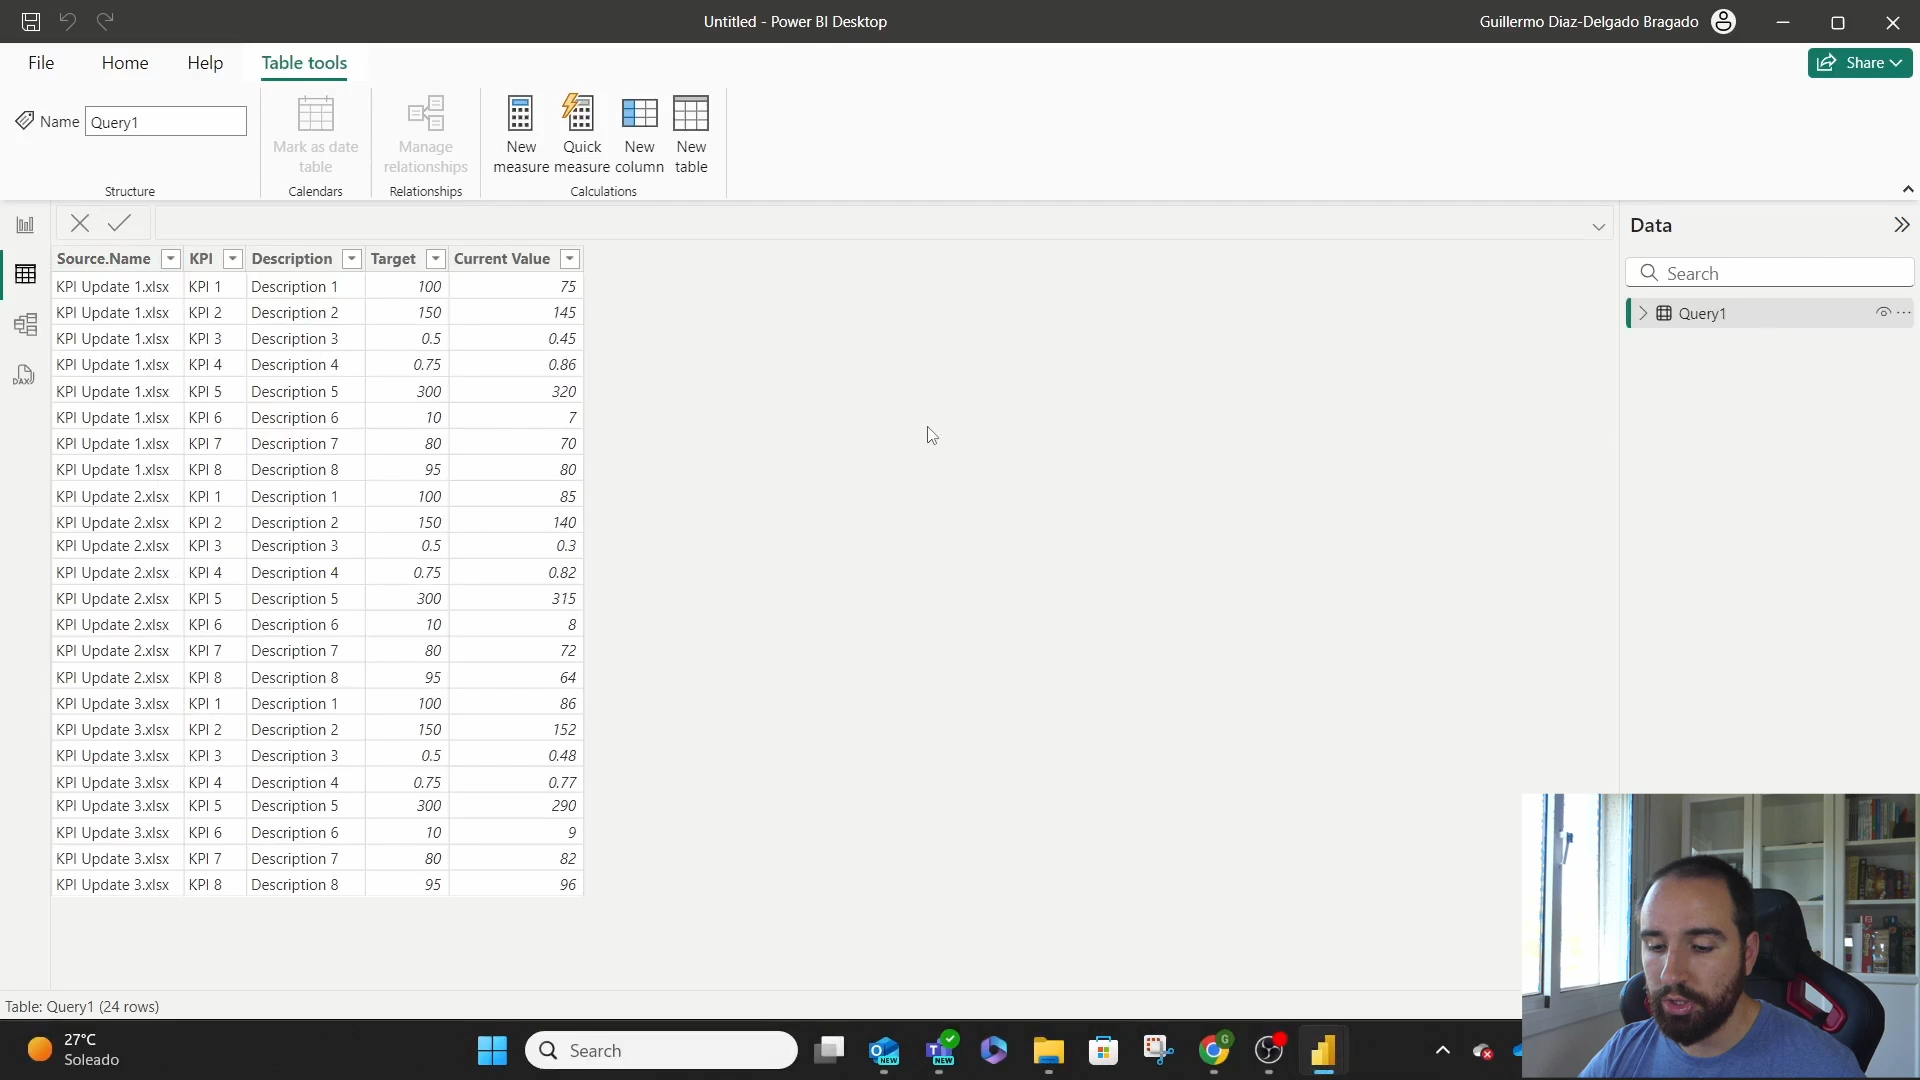 Untitled - Power BI Desktop
Guillermo Diaz-Delgado Bragado
File
Home
Help
Table tools
Share
Name
Query1
Mark as date
table
Manage
relationships
New
measure
Quick
measure
New
column
New
table
Structure
Calendars
Relationships
Calculations
Data
Search
Query1
Source.Name KPI Description Target Current Value
KPI Update 1.xlsx KPI 1 Description 1 100 75
KPI Update 1.xlsx KPI 2 Description 2 150 145
KPI Update 1.xlsx KPI 3 Description 3 0.5 0.45
KPI Update 1.xlsx KPI 4 Description 4 0.75 0.86
KPI Update 1.xlsx KPI 5 Description 5 300 320
KPI Update 1.xlsx KPI 6 Description 6 10 7
KPI Update 1.xlsx KPI 7 Description 7 80 70
KPI Update 1.xlsx KPI 8 Description 8 95 80
KPI Update 2.xlsx KPI 1 Description 1 100 85
KPI Update 2.xlsx KPI 2 Description 2 150 140
KPI Update 2.xlsx KPI 3 Description 3 0.5 0.3
KPI Update 2.xlsx KPI 4 Description 4 0.75 0.82
KPI Update 2.xlsx KPI 5 Description 5 300 315
KPI Update 2.xlsx KPI 6 Description 6 10 8
KPI Update 2.xlsx KPI 7 Description 7 80 72
KPI Update 2.xlsx KPI 8 Description 8 95 64
KPI Update 3.xlsx KPI 1 Description 1 100 86
KPI Update 3.xlsx KPI 2 Description 2 150 152
KPI Update 3.xlsx KPI 3 Description 3 0.5 0.48
KPI Update 3.xlsx KPI 4 Description 4 0.75 0.77
KPI Update 3.xlsx KPI 5 Description 5 300 290
KPI Update 3.xlsx KPI 6 Description 6 10 9
KPI Update 3.xlsx KPI 7 Description 7 80 82
KPI Update 3.xlsx KPI 8 Description 8 95 96
DAX
Table: Query1 (24 rows)
27°C
Soleado
Search
NEW
NEW
G